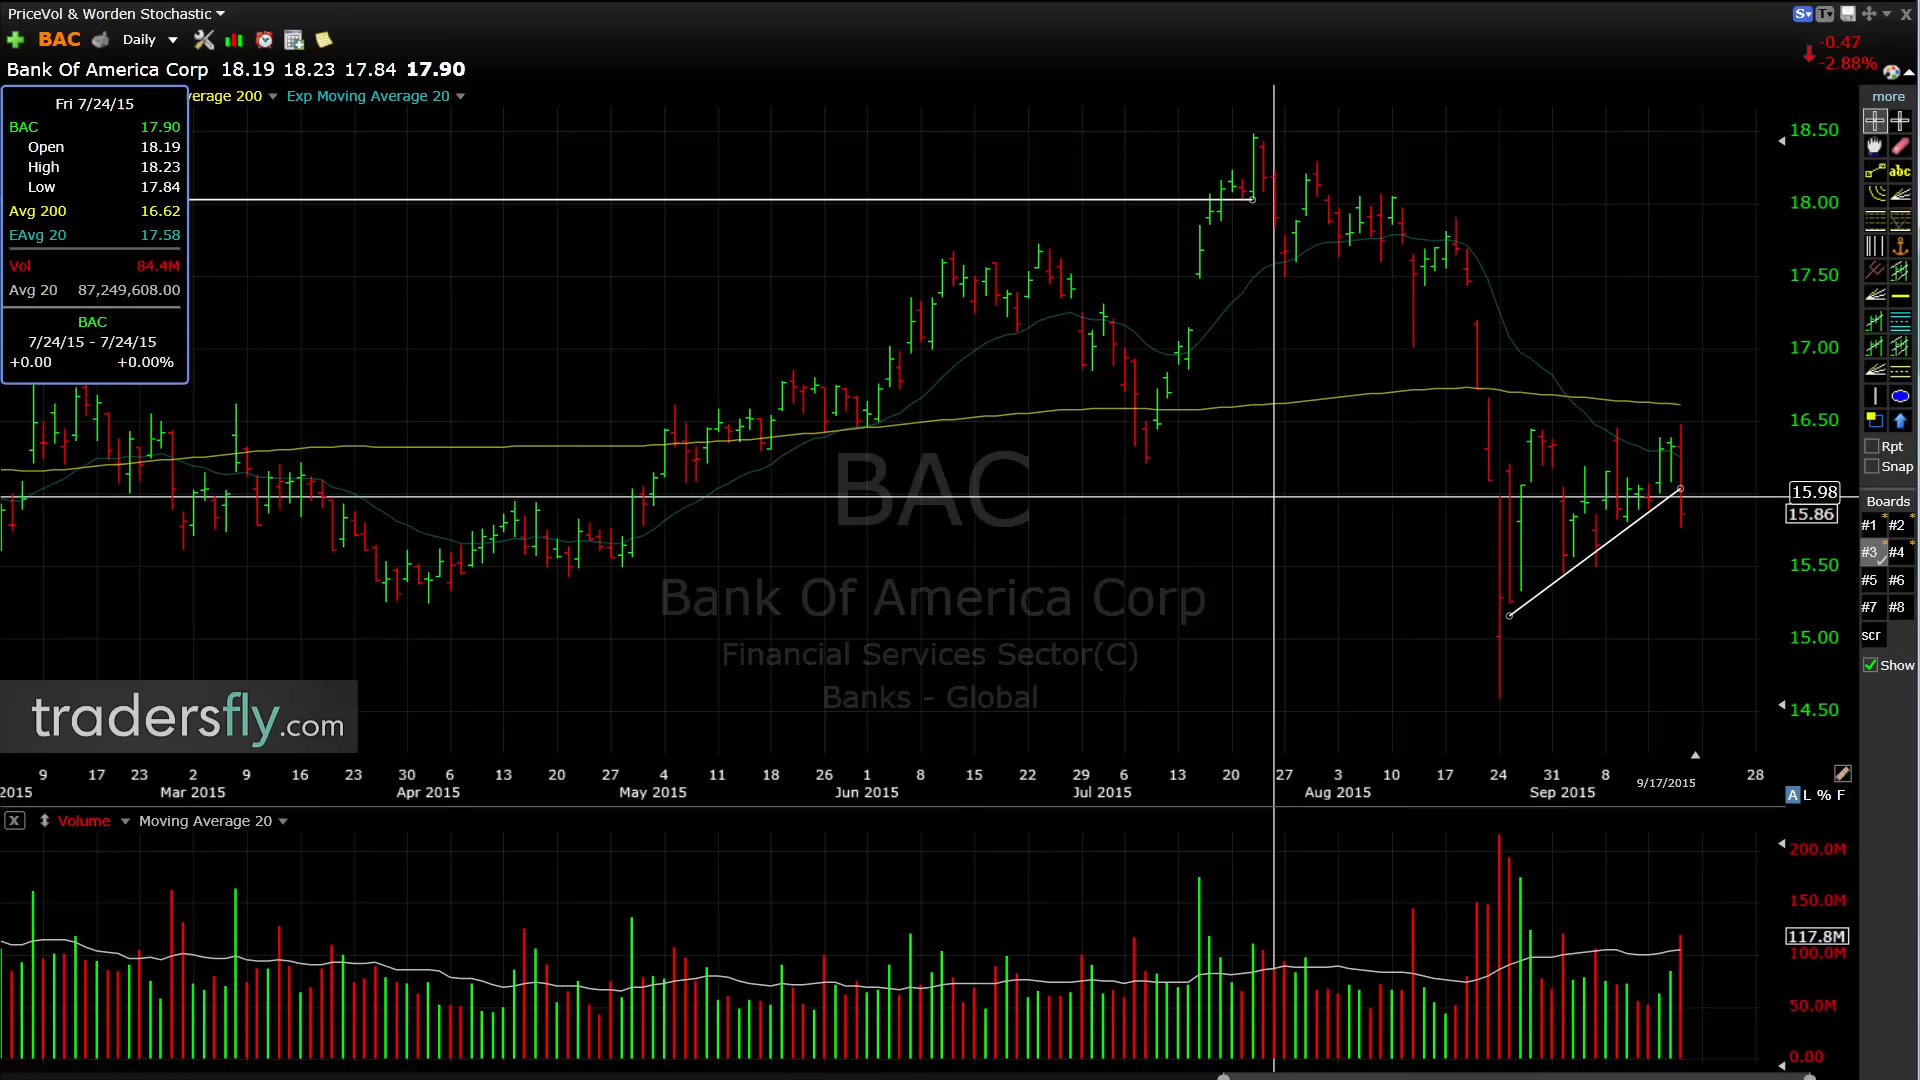 PriceVol & Worden Stochastic
BAC Daily
Bank Of America Corp 18.19 18.23 17.84 17.90
S T X
-0.47
-2.88%
verage 200 Exp Moving Average 20
Fri 7/24/15
BAC 17.90
Open 18.19
High 18.23
Low 17.84
Avg 200 16.62
EAvg 20 17.58
Vol 84.4M
Avg 20 87,249,608.00
BAC
7/24/15 - 7/24/15
+0.00 +0.00%
18.50
18.00
17.50
17.00
16.50
15.98
15.86
15.50
15.00
14.50
BAC
Bank Of America Corp
Financial Services Sector(C)
Banks - Global
tradersfly.com
more
abc
Rpt
Snap
Boards
#1 #2
#3 #4
#5 #6
#7 #8
scr
Show
9 17 23 2 9 16 23 30 6 13 20 27 4 11 18 26 1 8 15 22 29 6 13 20 27 3 10 17 24 31 8 9/17/2015 28
2015 Mar 2015 Apr 2015 May 2015 Jun 2015 Jul 2015 Aug 2015 Sep 2015
A L % F
X Volume Moving Average 20
200.0M
150.0M
117.8M
100.0M
50.0M
0.00